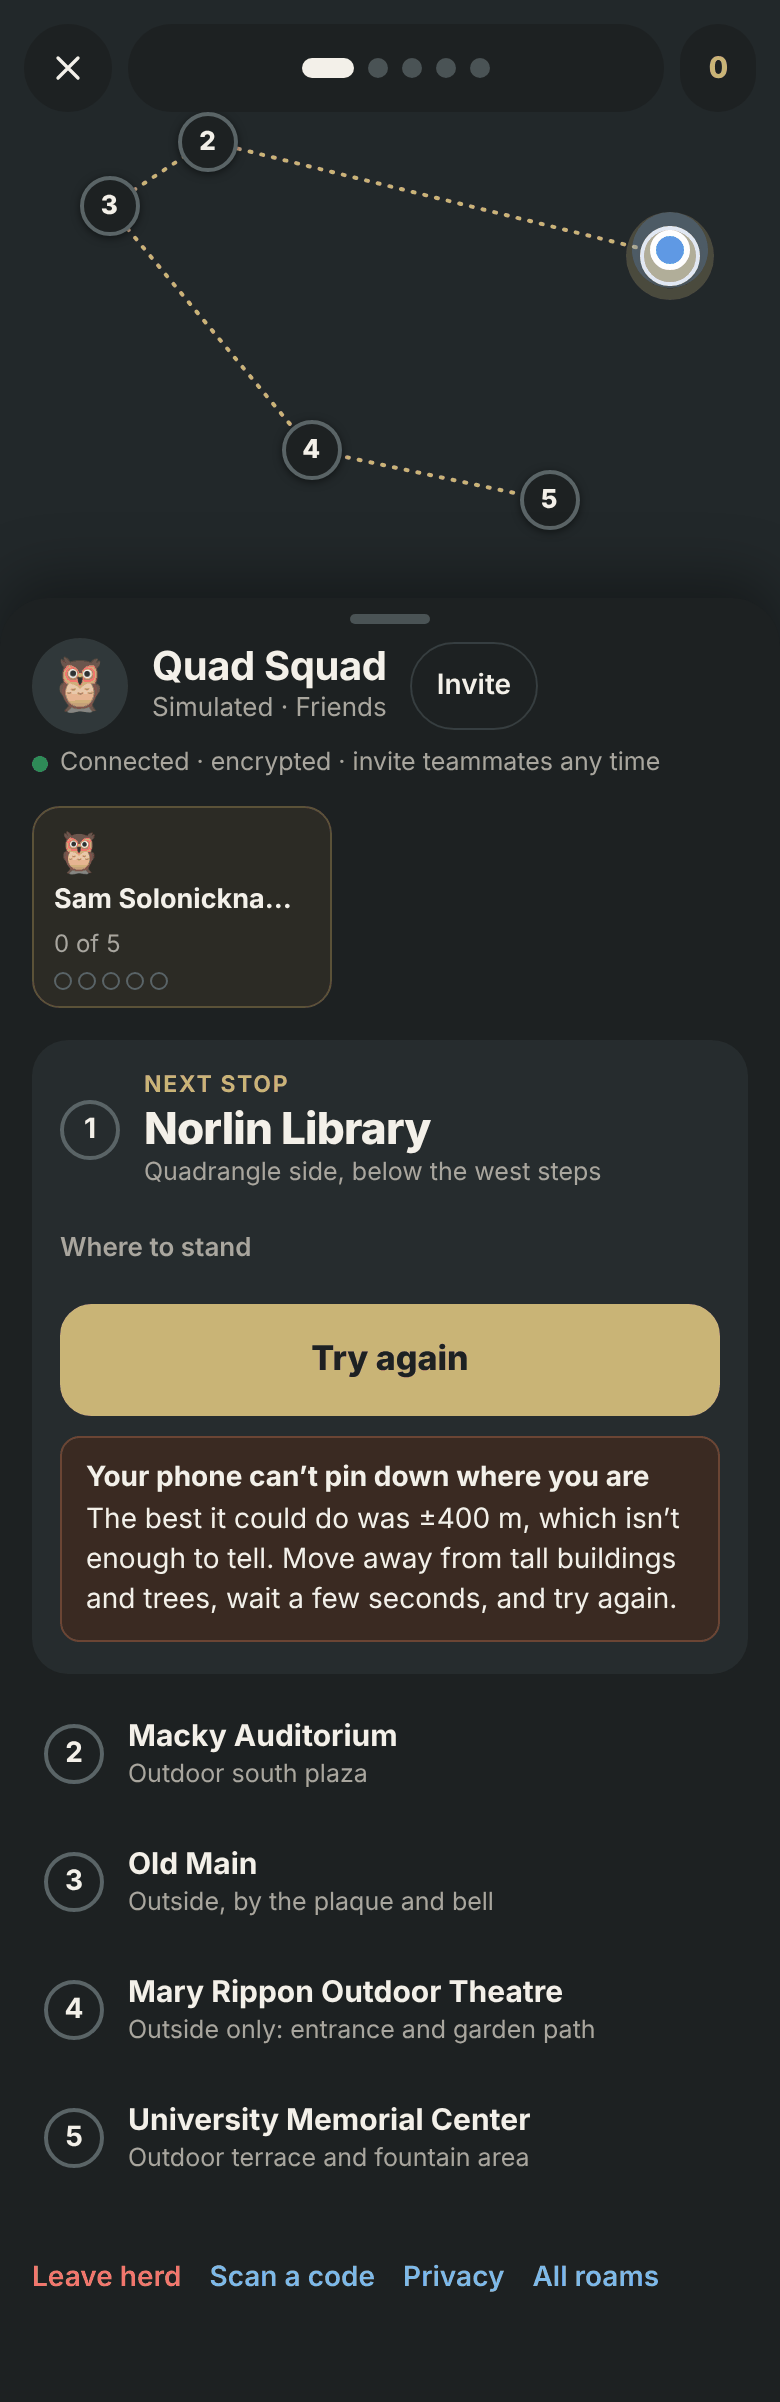 0
2
3
4
5
Quad Squad
Invite
Simulated · Friends
Connected · encrypted · invite teammates any time
Sam Solonickna...
0 of 5
NEXT STOP
1
Norlin Library
Quadrangle side, below the west steps
Where to stand
Try again
Your phone can’t pin down where you are
The best it could do was ±400 m, which isn’t
enough to tell. Move away from tall buildings
and trees, wait a few seconds, and try again.
2
Macky Auditorium
Outdoor south plaza
3
Old Main
Outside, by the plaque and bell
4
Mary Rippon Outdoor Theatre
Outside only: entrance and garden path
5
University Memorial Center
Outdoor terrace and fountain area
Leave herd Scan a code Privacy All roams